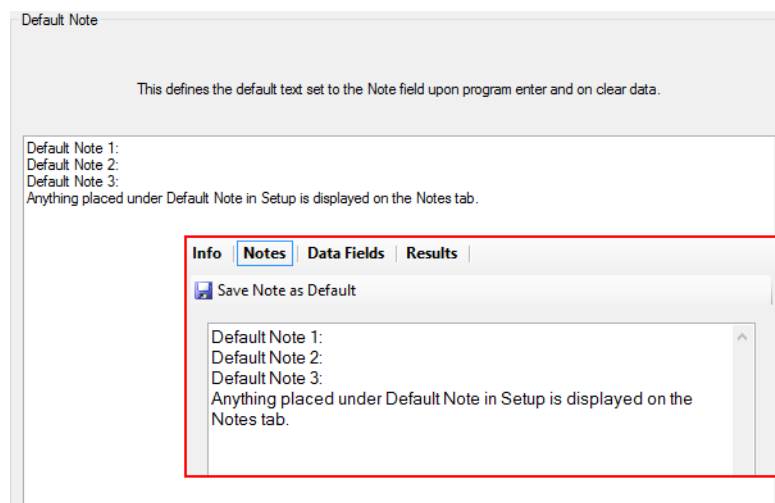 Default Note
This defines the default text set to the Note field upon program enter and on clear data.
Default Note 1:
Default Note 2:
Default Note 3:
Anything placed under Default Note in Setup is displayed on the Notes tab.
Info Notes Data Fields Results
Save Note as Default
Default Note 1:
Default Note 2:
Default Note 3:
Anything placed under Default Note in Setup is displayed on the
Notes tab.